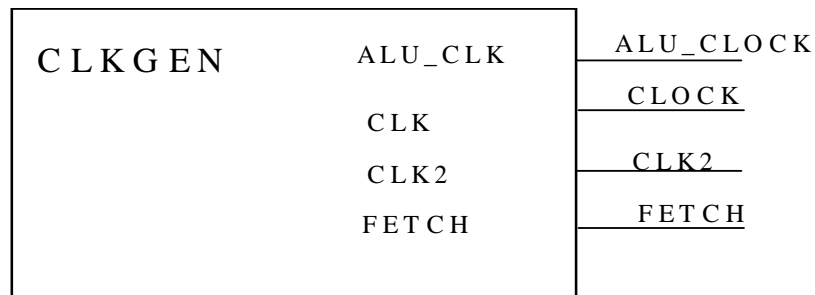 CLKGEN
ALU_CLK
ALU_CLOCK
CLK
CLOCK
CLK2
CLK2
FETCH
FETCH